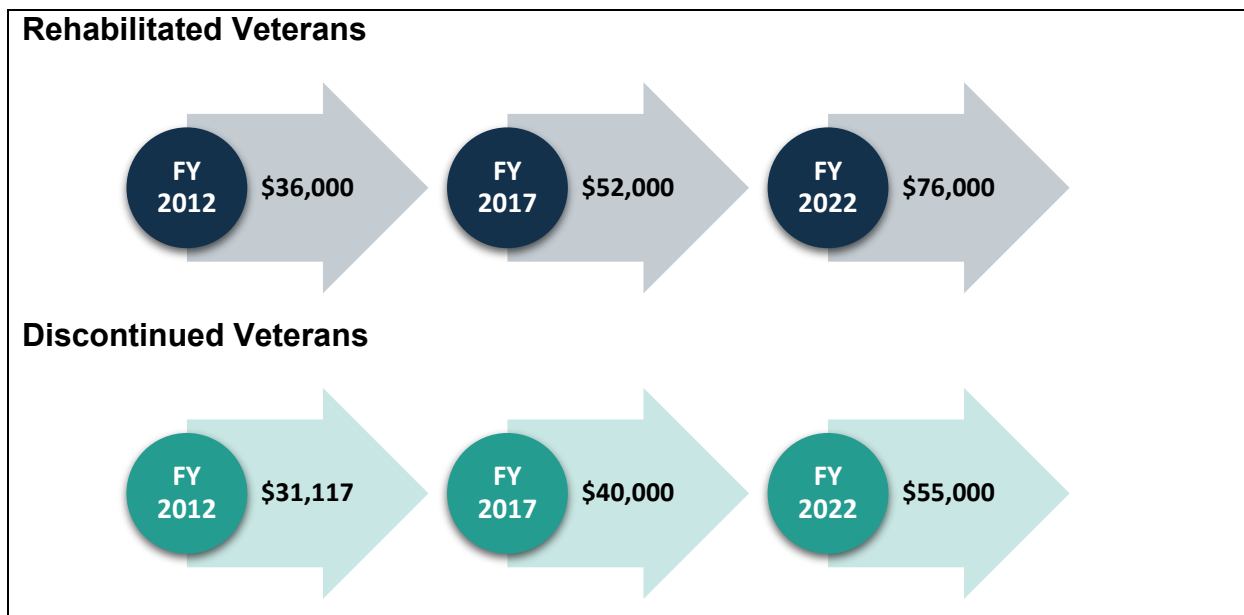 Rehabilitated Veterans
FY
2012
$36,000
FY
2017
$52,000
FY
2022
$76,000
Discontinued Veterans
FY
2012
$31,117
FY
2017
$40,000
FY
2022
$55,000